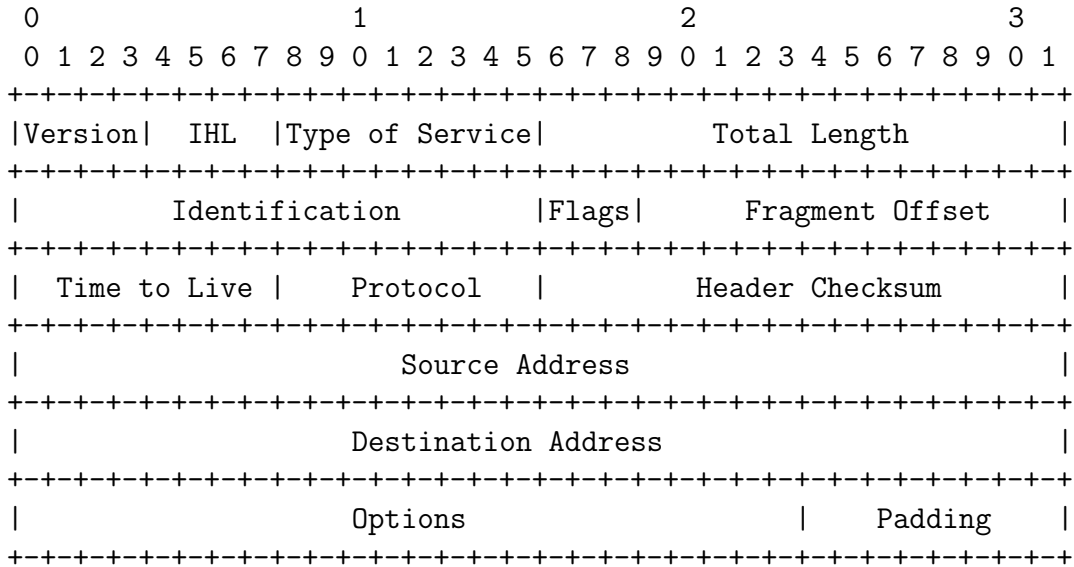 0                   1                   2                   3
 0 1 2 3 4 5 6 7 8 9 0 1 2 3 4 5 6 7 8 9 0 1 2 3 4 5 6 7 8 9 0 1
+-+-+-+-+-+-+-+-+-+-+-+-+-+-+-+-+-+-+-+-+-+-+-+-+-+-+-+-+-+-+-+-+
|Version|  IHL  |Type of Service|          Total Length         |
+-+-+-+-+-+-+-+-+-+-+-+-+-+-+-+-+-+-+-+-+-+-+-+-+-+-+-+-+-+-+-+-+
|         Identification        |Flags|      Fragment Offset    |
+-+-+-+-+-+-+-+-+-+-+-+-+-+-+-+-+-+-+-+-+-+-+-+-+-+-+-+-+-+-+-+-+
|  Time to Live |    Protocol   |         Header Checksum       |
+-+-+-+-+-+-+-+-+-+-+-+-+-+-+-+-+-+-+-+-+-+-+-+-+-+-+-+-+-+-+-+-+
|                       Source Address                          |
+-+-+-+-+-+-+-+-+-+-+-+-+-+-+-+-+-+-+-+-+-+-+-+-+-+-+-+-+-+-+-+-+
|                    Destination Address                        |
+-+-+-+-+-+-+-+-+-+-+-+-+-+-+-+-+-+-+-+-+-+-+-+-+-+-+-+-+-+-+-+-+
|                    Options                    |    Padding    |
+-+-+-+-+-+-+-+-+-+-+-+-+-+-+-+-+-+-+-+-+-+-+-+-+-+-+-+-+-+-+-+-+